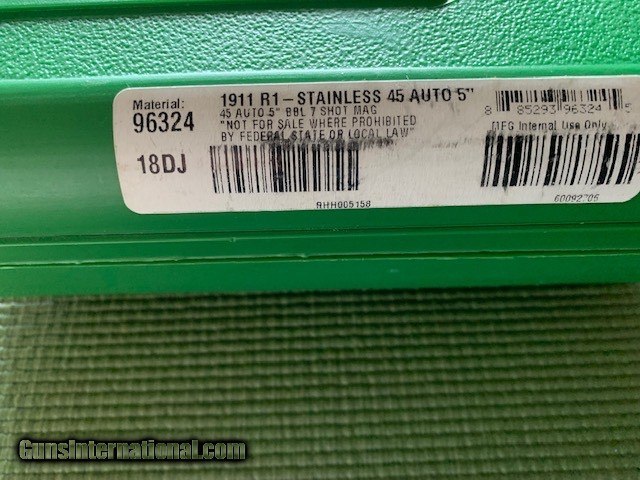 Material:
96324
18DJ
1911 R1-STAINLESS 45 AUTO 5"
45 AUTO 5" BBL 7 SHOT MAG
"NOT FOR SALE WHERE PROHIBITED
BY FEDERAL STATE OR LOCAL LAW"
RHH005158
8 85293 96324 5
MFG Internal Use Only
GunsInternational.com